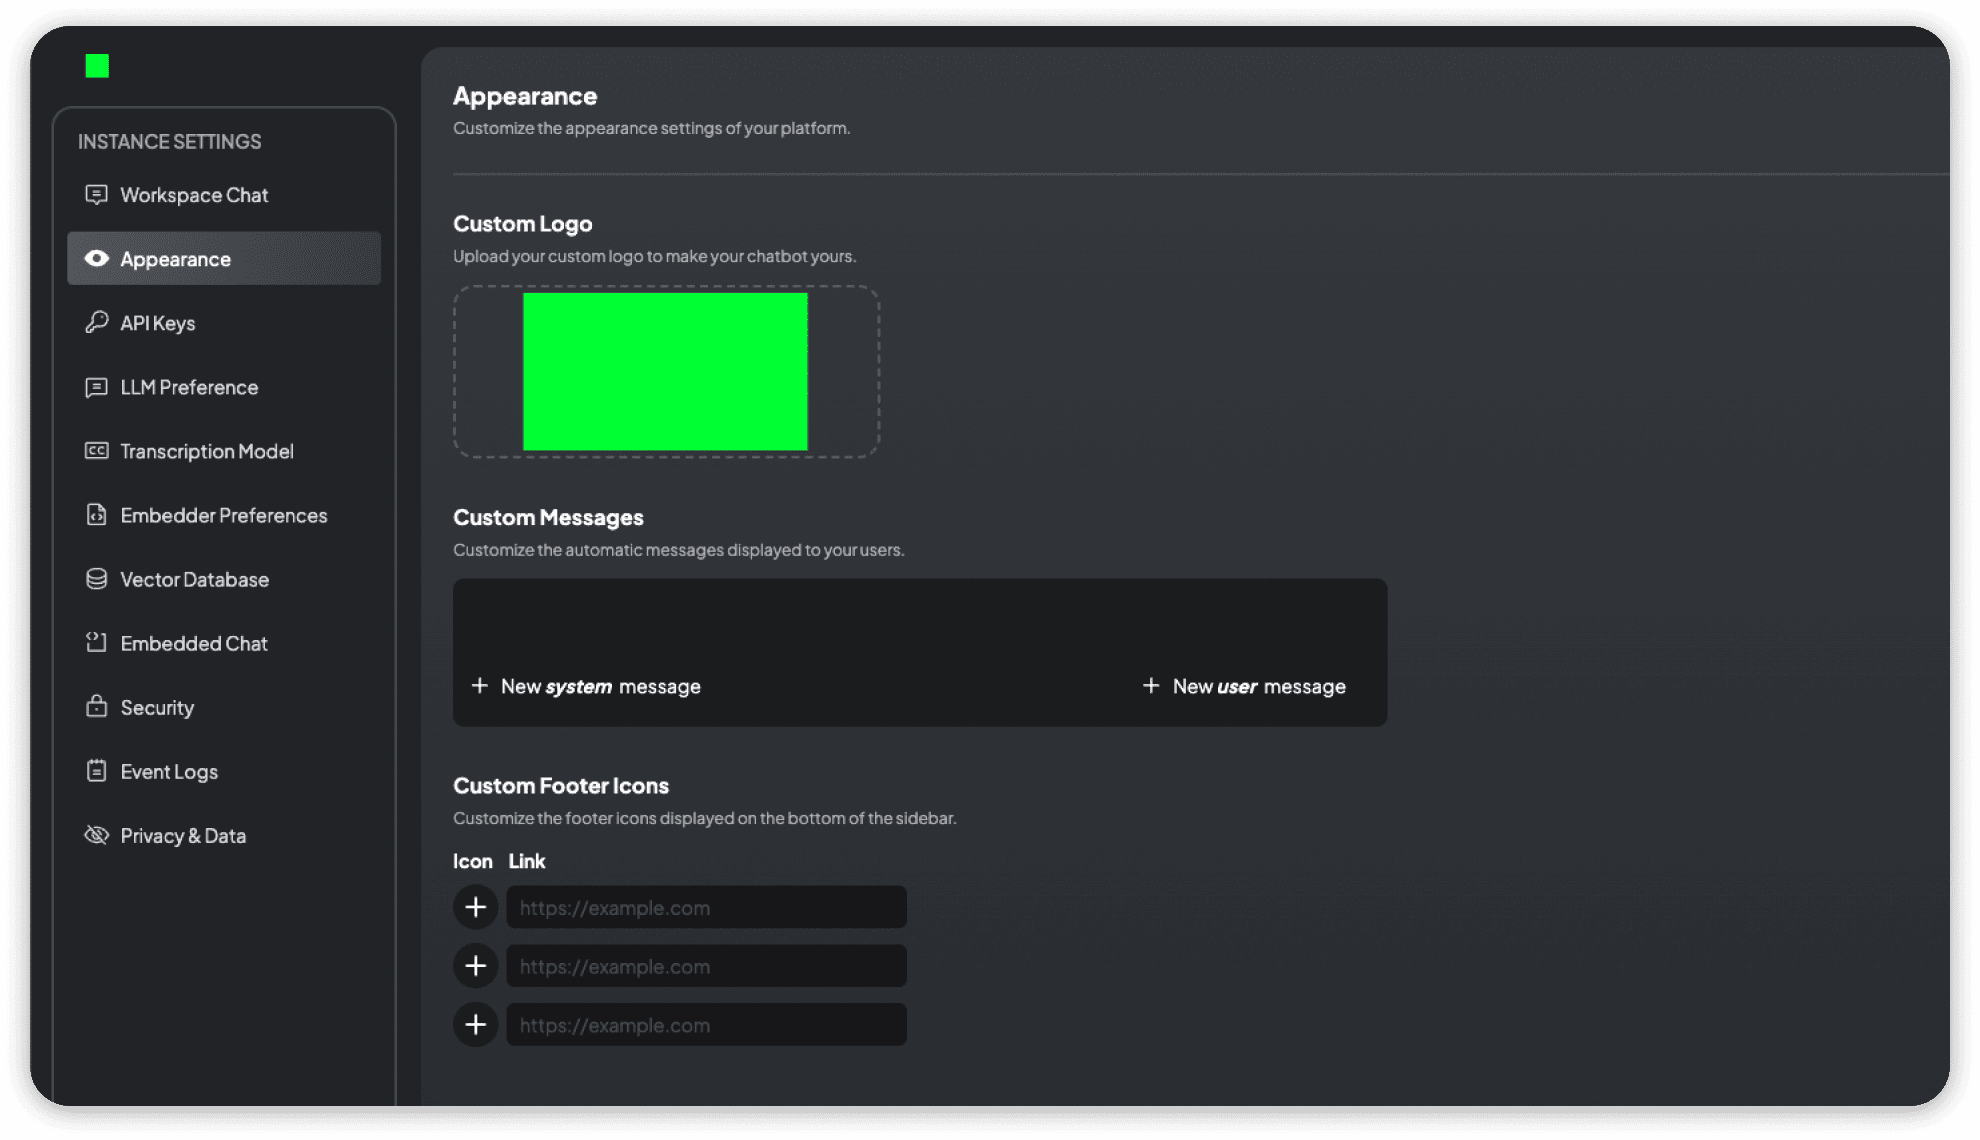 INSTANCE SETTINGS
Workspace Chat
Appearance
API Keys
LLM Preference
Transcription Model
Embedder Preferences
Vector Database
Embedded Chat
Security
Event Logs
Privacy & Data
Appearance
Customize the appearance settings of your platform.
Custom Logo
Upload your custom logo to make your chatbot yours.
Custom Messages
Customize the automatic messages displayed to your users.
New system message
New user message
Custom Footer Icons
Customize the footer icons displayed on the bottom of the sidebar.
Icon Link
https://example.com
https://example.com
https://example.com